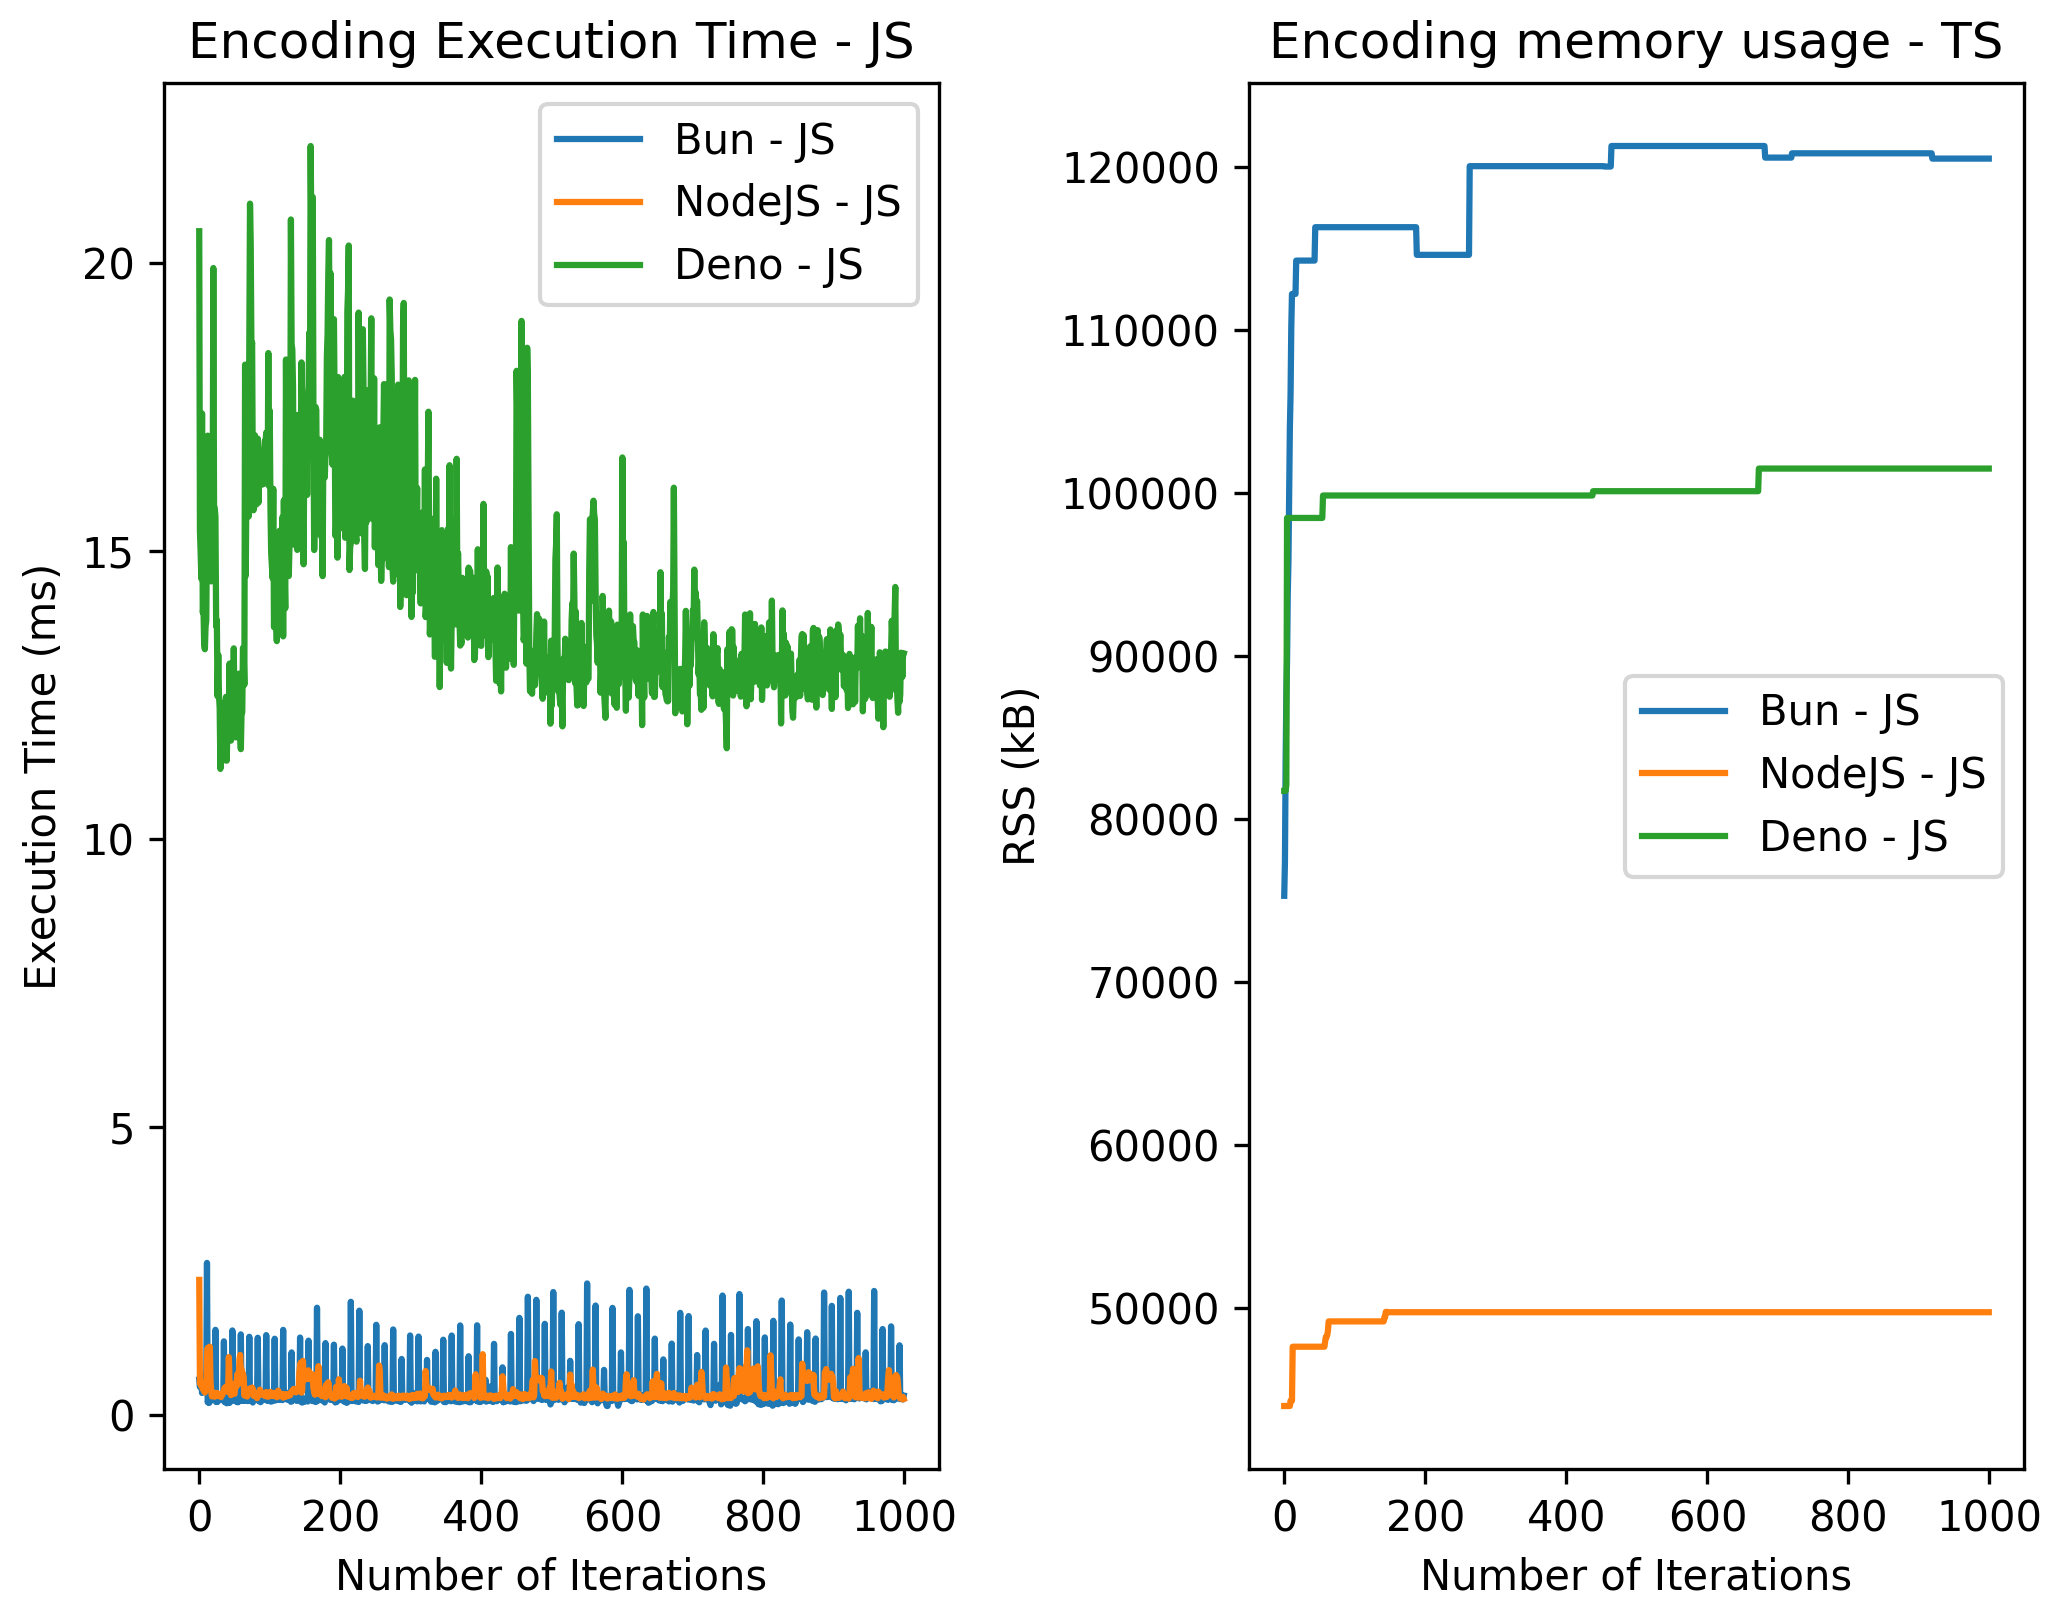 Encoding Execution Time - JS
Execution Time (ms)
20
15
10
5
0
Bun - JS
NodeJS - JS
Deno - JS
0 200 400 600 800 1000
Number of Iterations
Encoding memory usage - TS
RSS (kB)
120000
110000
100000
90000
80000
70000
60000
50000
Bun - JS
NodeJS - JS
Deno - JS
0 200 400 600 800 1000
Number of Iterations